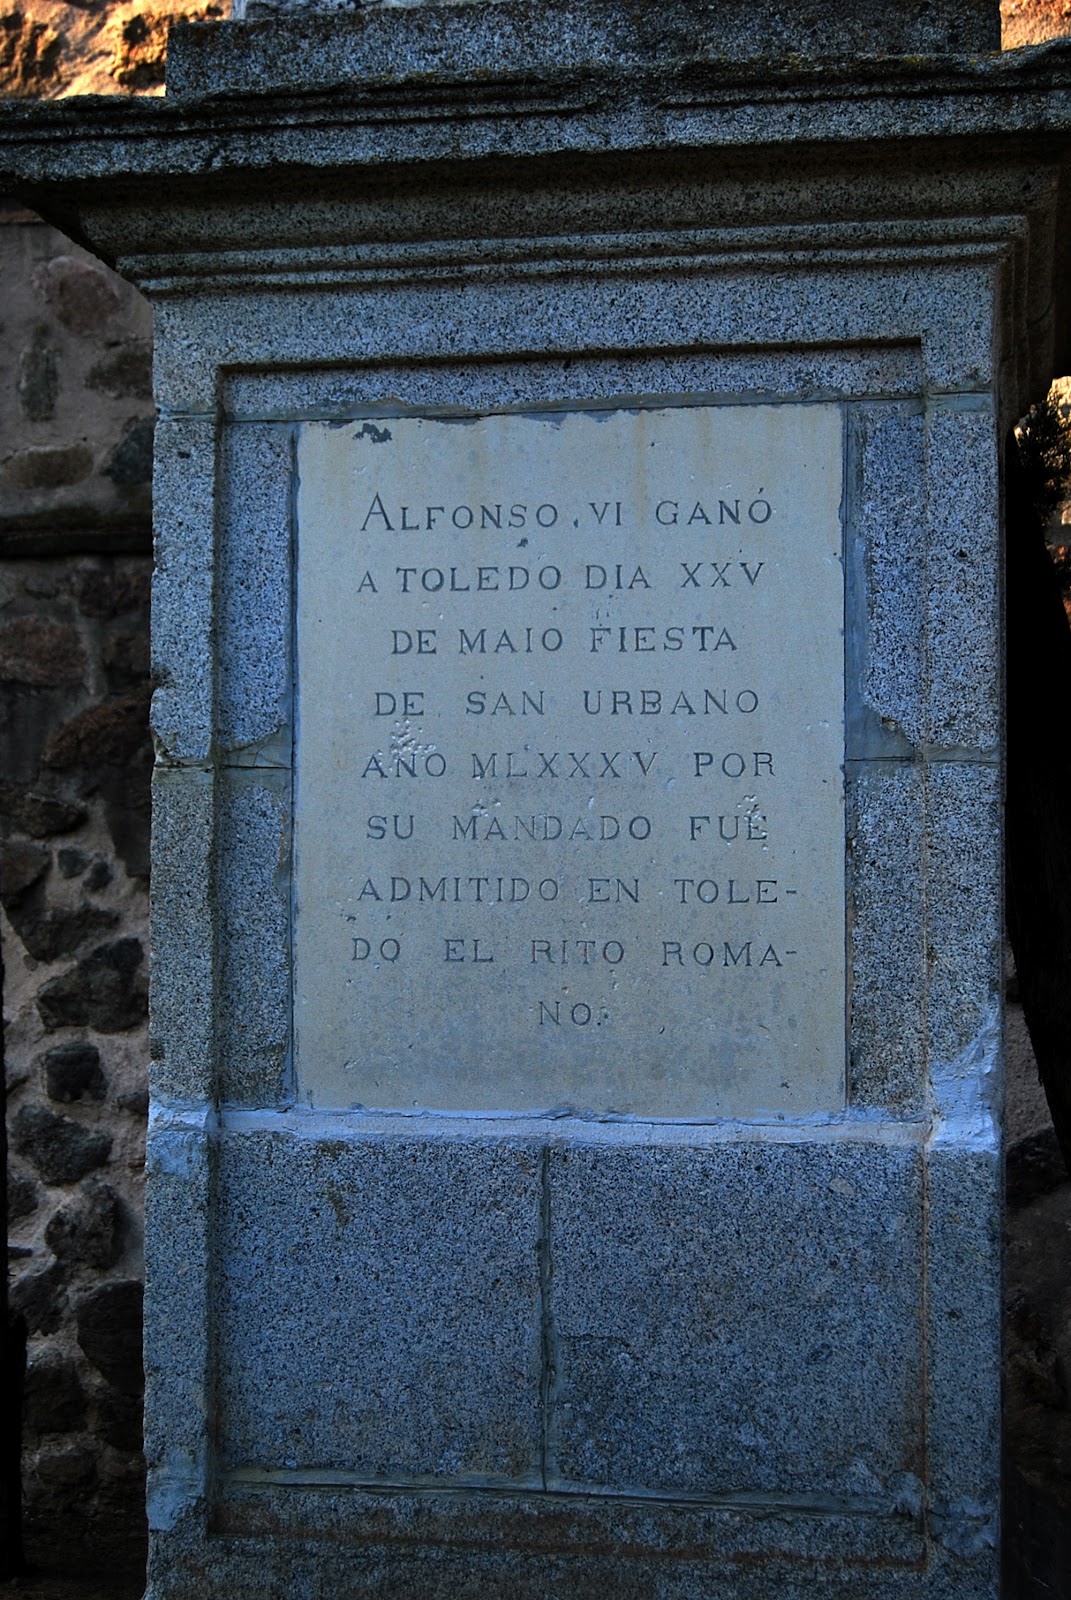 ALFONSO . VI GANÓ
A TOLEDO DIA XXV
DE MAIO FIESTA
DE SAN URBANO
AÑO MLXXXV POR
SU MANDADO FUÉ
ADMITIDO EN TOLE-
DO EL RITO ROMA-
NO.